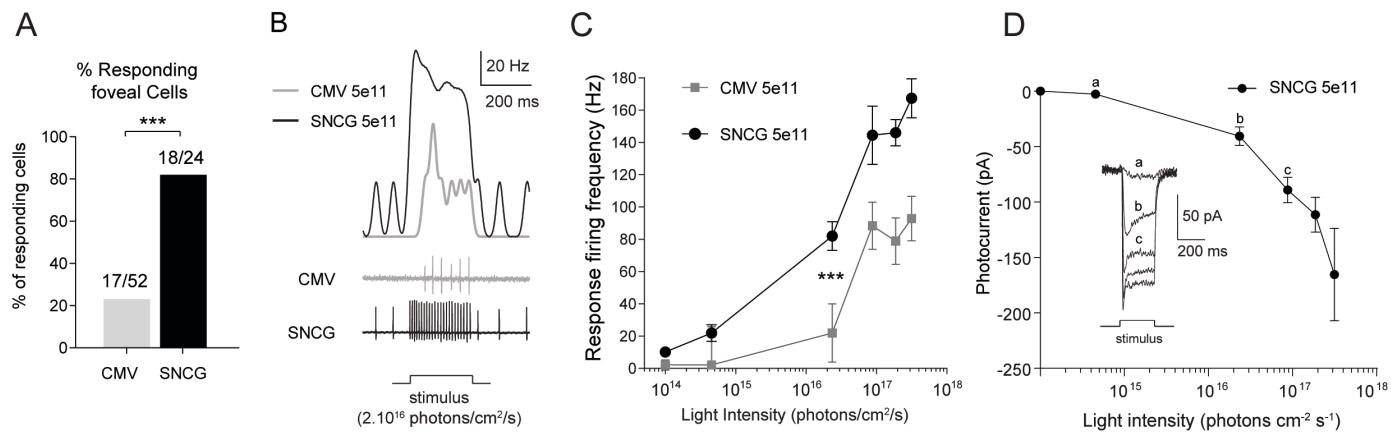 A
% Responding
foveal Cells
***
18/24
17/52
% of responding cells
100
80
60
40
20
0
CMV
SNCG
B
20 Hz
200 ms
CMV 5e11
SNCG 5e11
CMV
SNCG
stimulus
(2.10¹⁶ photons/cm²/s)
C
Response firing frequency (Hz)
180
160
140
120
100
80
60
40
20
0
CMV 5e11
SNCG 5e11
***
10¹⁴
10¹⁵
10¹⁶
10¹⁷
10¹⁸
Light Intensity (photons/cm²/s)
D
Photocurrent (pA)
0
-50
-100
-150
-200
-250
SNCG 5e11
a
b
c
a
b
c
50 pA
200 ms
stimulus
10¹⁵
10¹⁶
10¹⁷
10¹⁸
Light intensity (photons cm⁻² s⁻¹)